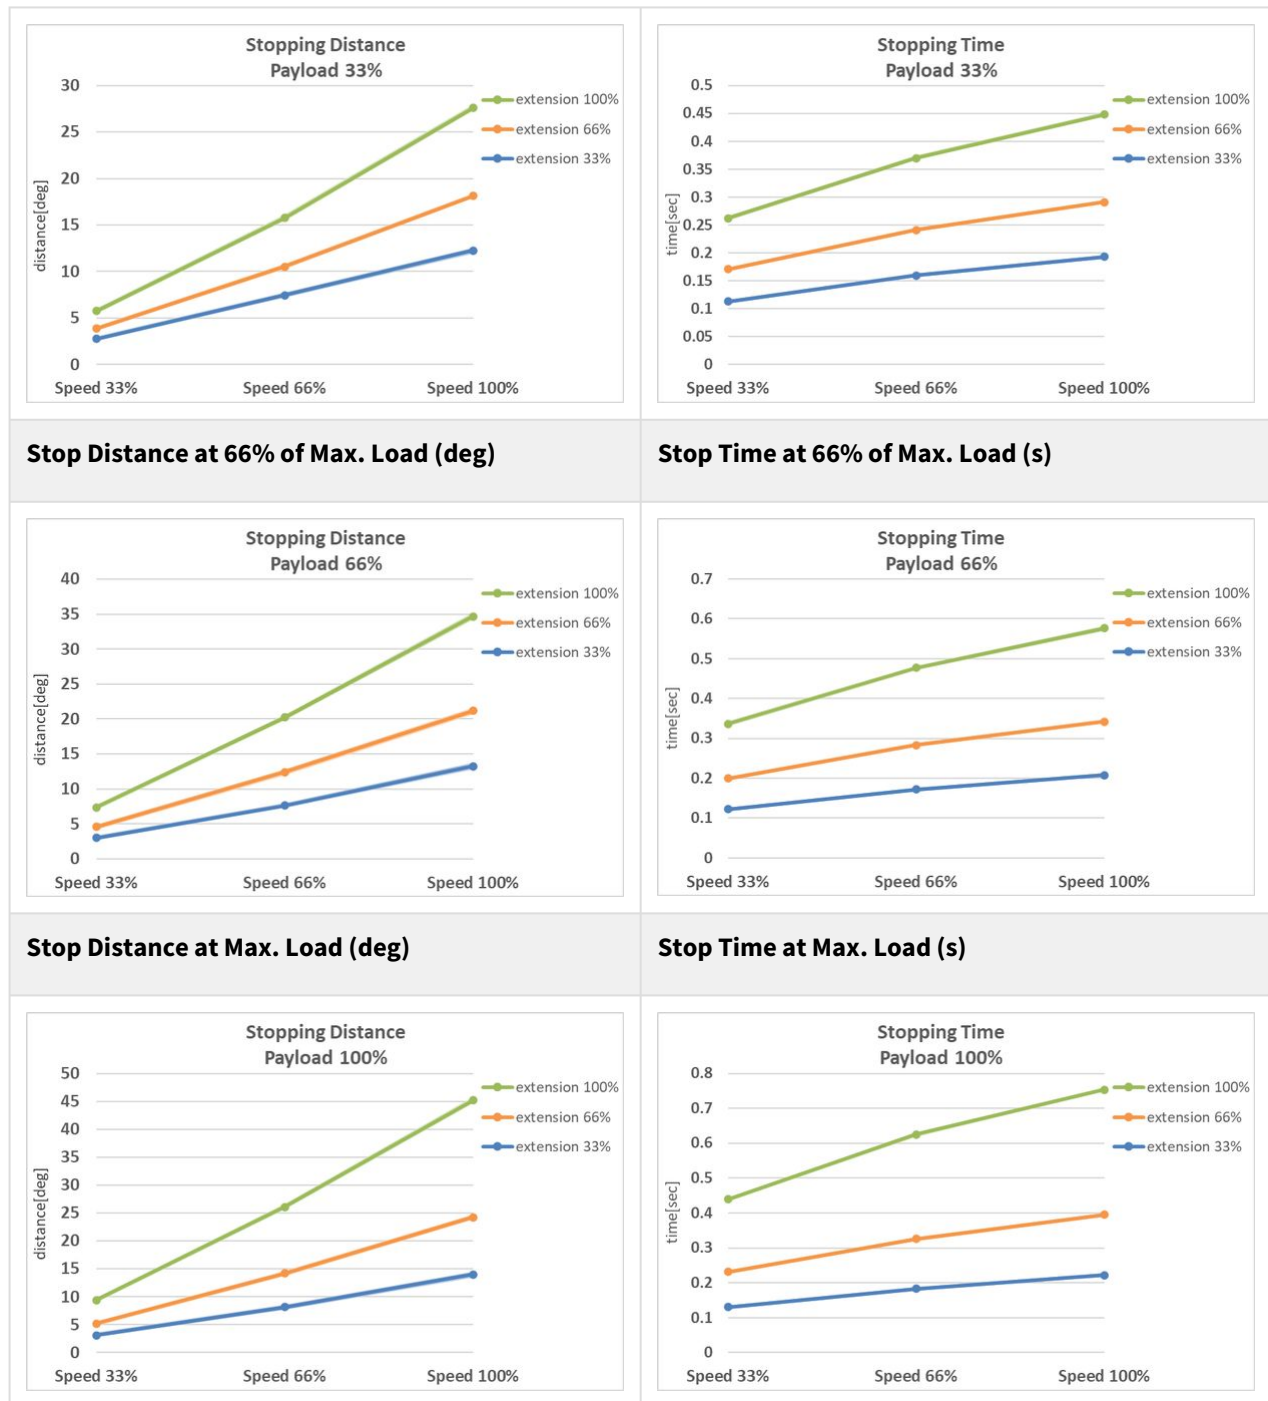 Stopping Distance
Payload 33%
30
25
20
15
10
5
0
distance[deg]
extension 100%
extension 66%
extension 33%
Speed 33%
Speed 66%
Speed 100%
Stopping Time
Payload 33%
0.5
0.45
0.4
0.35
0.3
0.25
0.2
0.15
0.1
0.05
0
time[sec]
extension 100%
extension 66%
extension 33%
Speed 33%
Speed 66%
Speed 100%
Stop Distance at 66% of Max. Load (deg)
Stop Time at 66% of Max. Load (s)
Stopping Distance
Payload 66%
40
35
30
25
20
15
10
5
0
distance[deg]
extension 100%
extension 66%
extension 33%
Speed 33%
Speed 66%
Speed 100%
Stopping Time
Payload 66%
0.7
0.6
0.5
0.4
0.3
0.2
0.1
0
time[sec]
extension 100%
extension 66%
extension 33%
Speed 33%
Speed 66%
Speed 100%
Stop Distance at Max. Load (deg)
Stop Time at Max. Load (s)
Stopping Distance
Payload 100%
50
45
40
35
30
25
20
15
10
5
0
distance[deg]
extension 100%
extension 66%
extension 33%
Speed 33%
Speed 66%
Speed 100%
Stopping Time
Payload 100%
0.8
0.7
0.6
0.5
0.4
0.3
0.2
0.1
0
time[sec]
extension 100%
extension 66%
extension 33%
Speed 33%
Speed 66%
Speed 100%